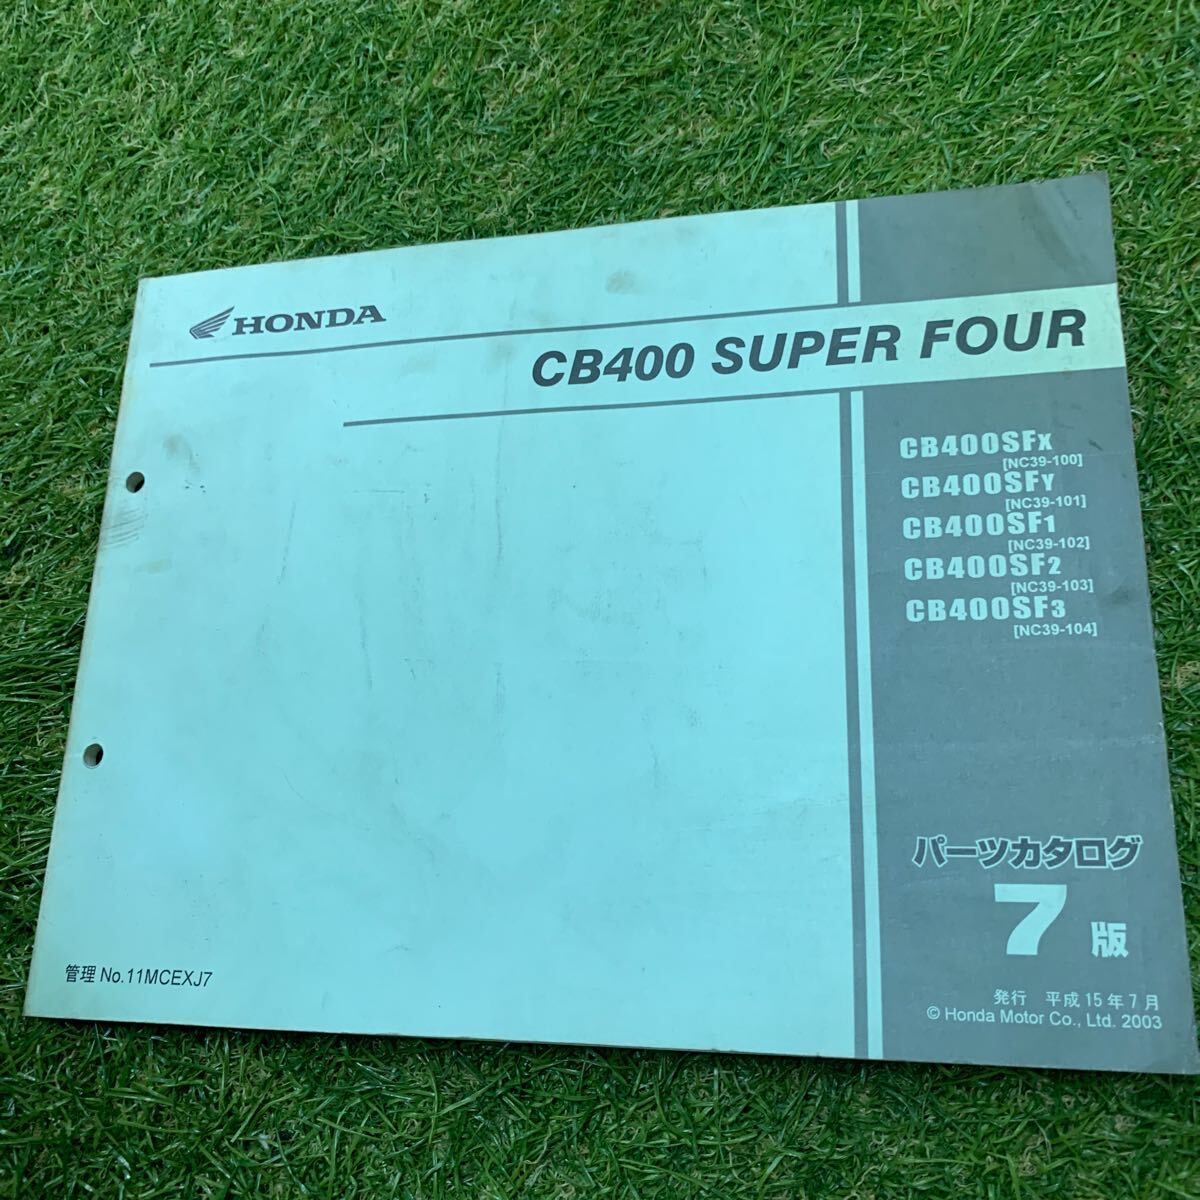 HONDA
CB400 SUPER FOUR
CB400SFX
[NC39-100]
CB400SFY
[NC39-101]
CB400SF1
[NC39-102]
CB400SF2
[NC39-103]
CB400SF3
[NC39-104]
パーツカタログ
7版
管理 No.11MCEXJ7
発行 平成15年7月
© Honda Motor Co., Ltd. 2003